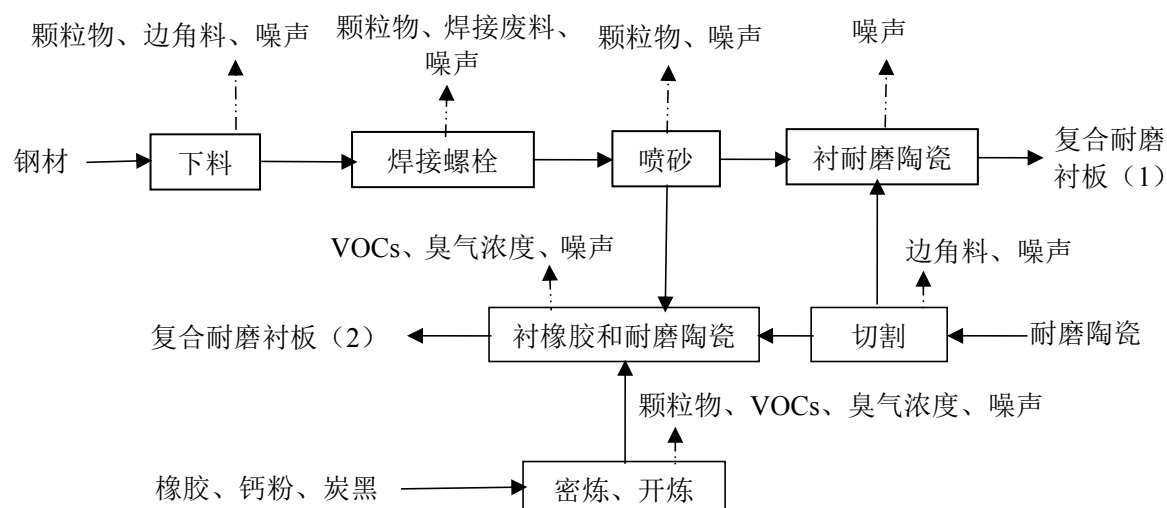 颗粒物、边角料、噪声
颗粒物、焊接废料、
噪声
颗粒物、噪声
噪声
钢材
下料
焊接螺栓
喷砂
衬耐磨陶瓷
复合耐磨
衬板（1）
VOCs、臭气浓度、噪声
边角料、噪声
复合耐磨衬板（2）
衬橡胶和耐磨陶瓷
切割
耐磨陶瓷
颗粒物、VOCs、臭气浓度、噪声
橡胶、钙粉、炭黑
密炼、开炼